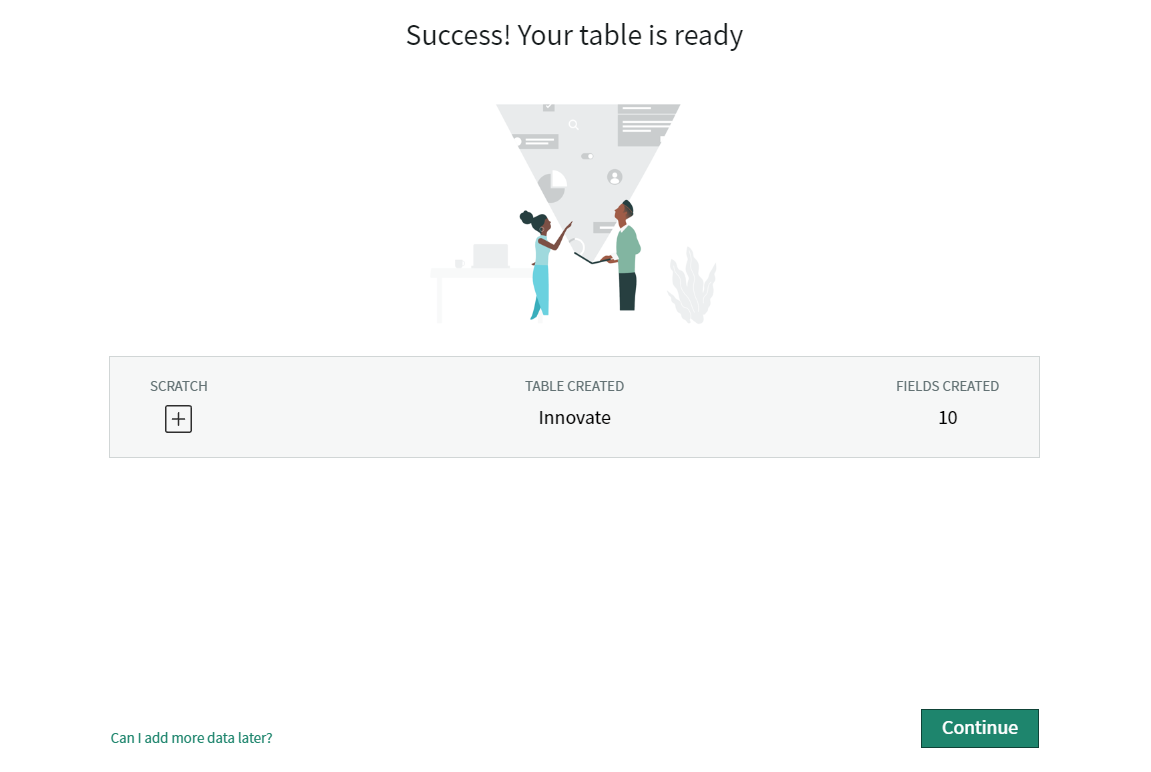 Success! Your table is ready
SCRATCH
TABLE CREATED
Innovate
FIELDS CREATED
10
Can I add more data later?
Continue